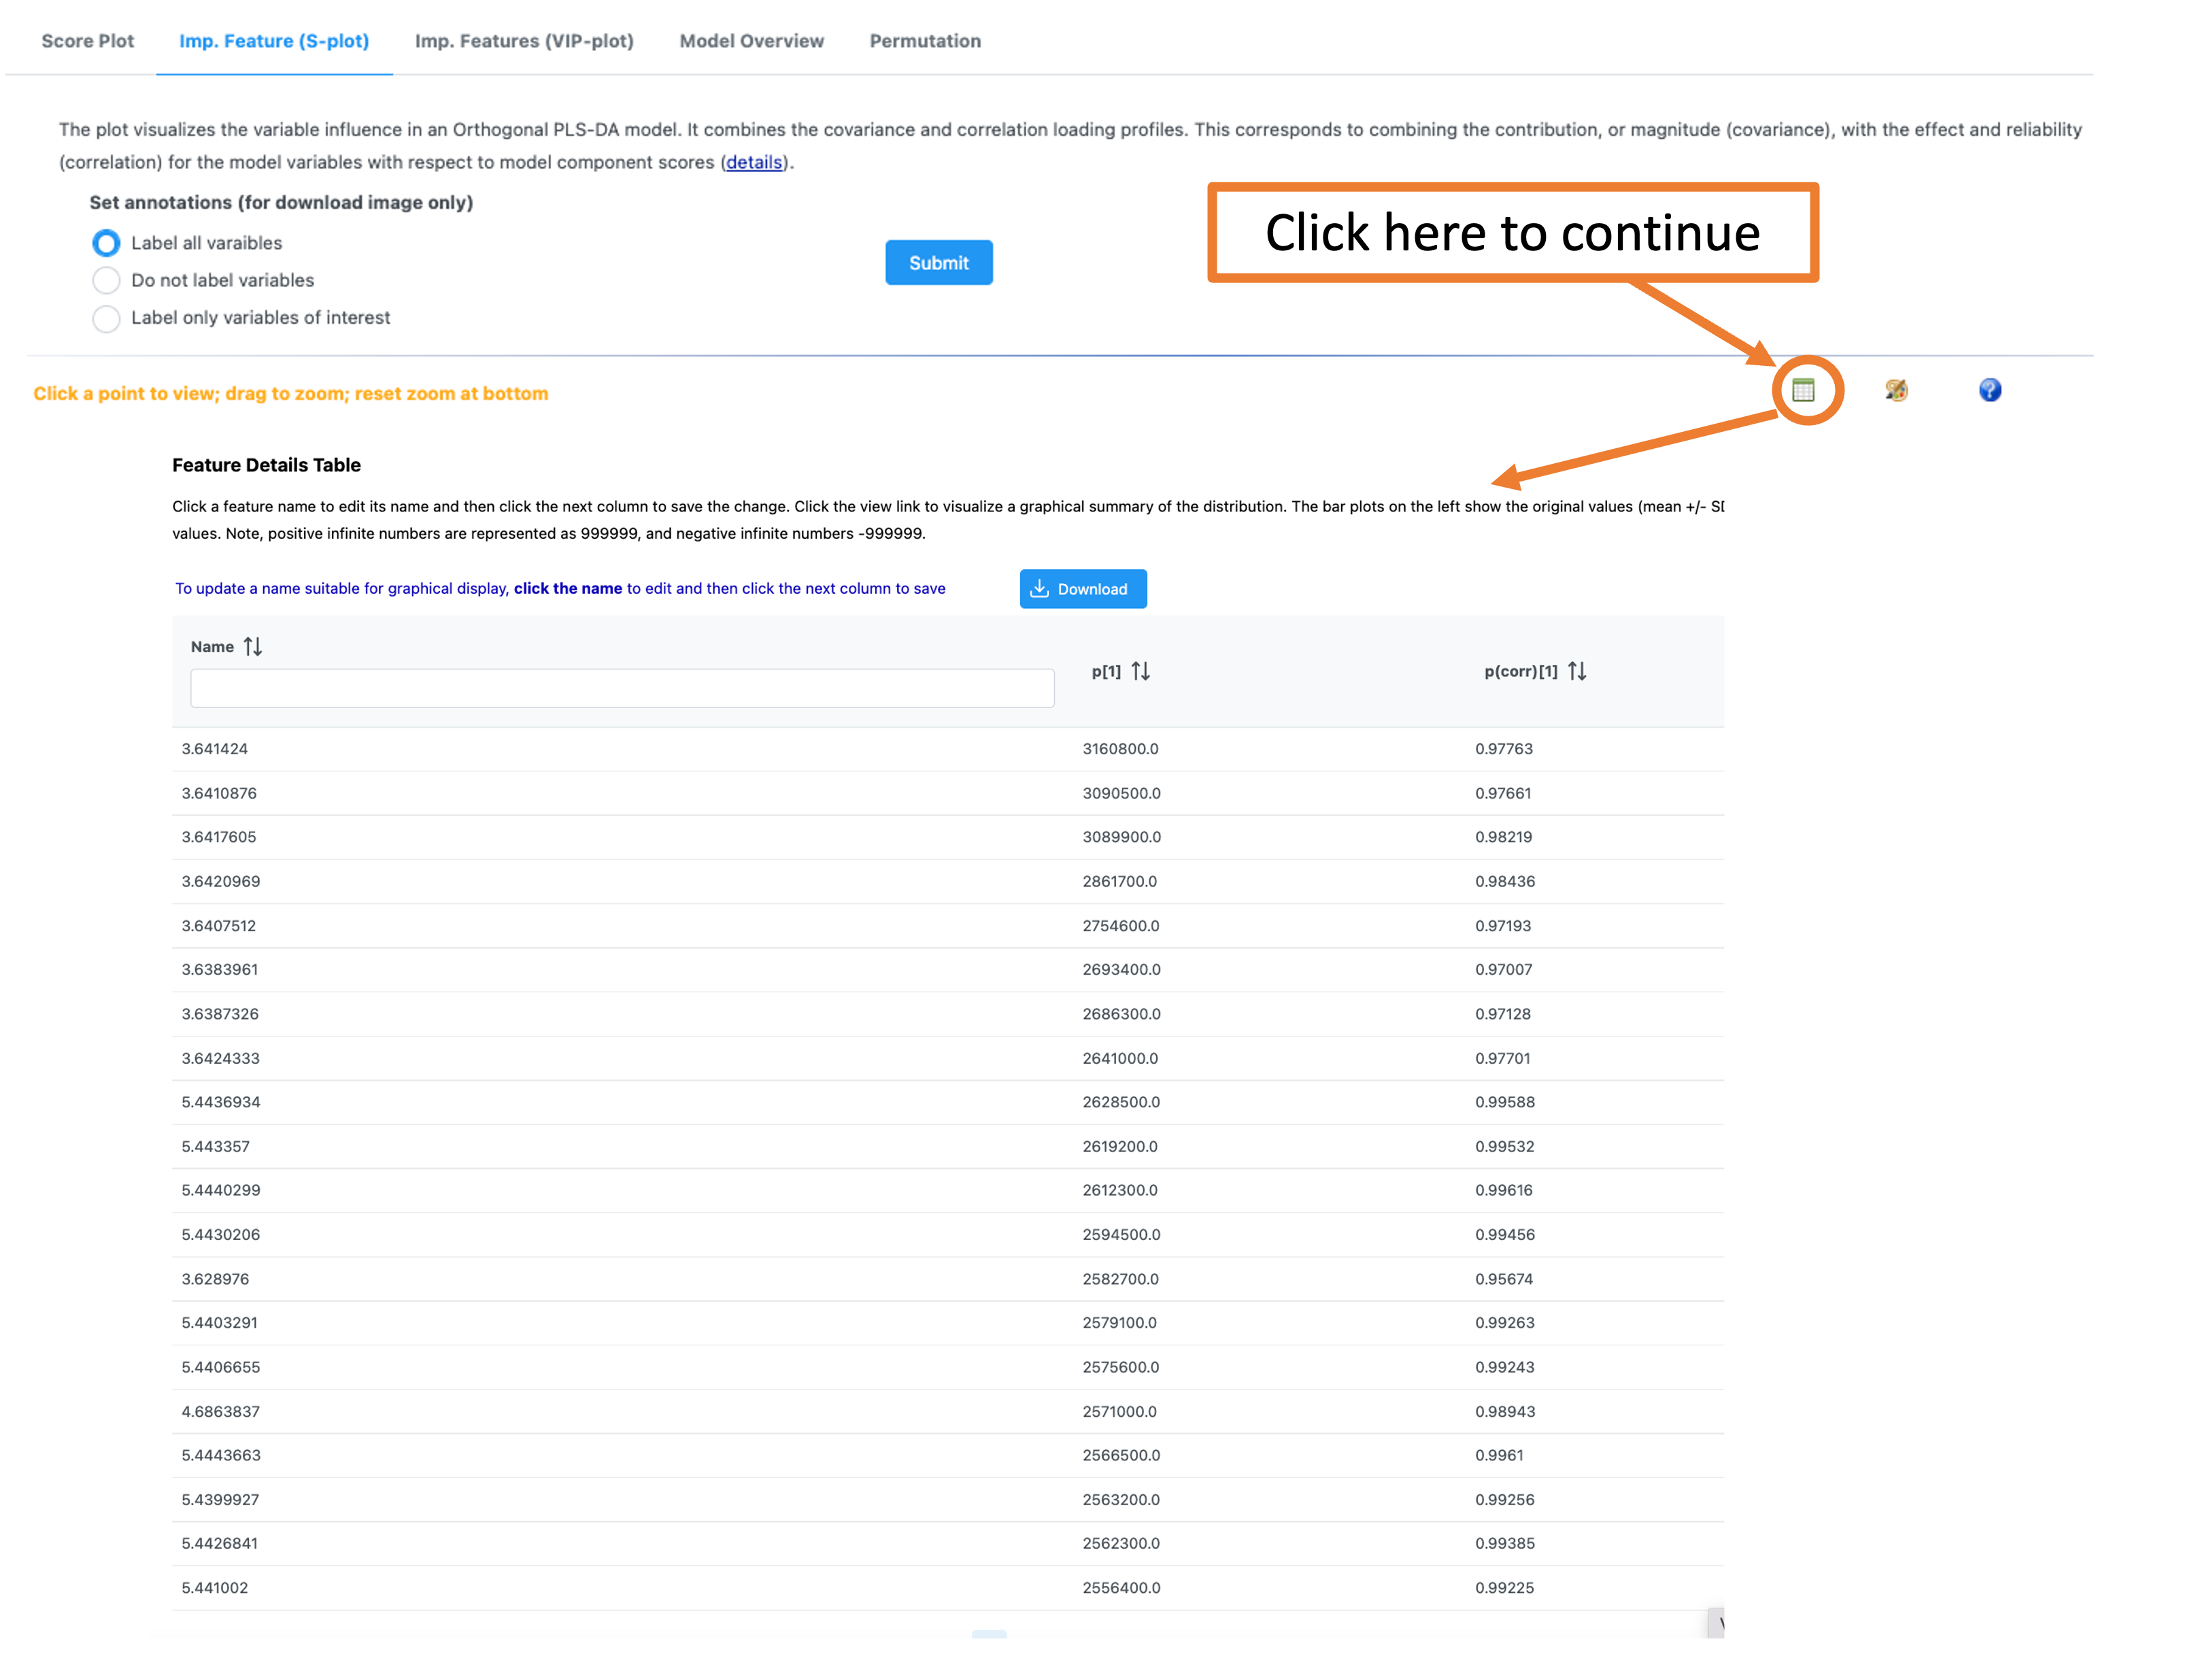 Score Plot Imp. Feature (S-plot) Imp. Features (VIP-plot) Model Overview Permutation
The plot visualizes the variable influence in an Orthogonal PLS-DA model. It combines the covariance and correlation loading profiles. This corresponds to combining the contribution, or magnitude (covariance), with the effect and reliability
(correlation) for the model variables with respect to model component scores (details).
Set annotations (for download image only)
Label all varaibles
Do not label variables
Label only variables of interest
Submit
Click here to continue
Click a point to view; drag to zoom; reset zoom at bottom
Feature Details Table
Click a feature name to edit its name and then click the next column to save the change. Click the view link to visualize a graphical summary of the distribution. The bar plots on the left show the original values (mean +/-
values. Note, positive infinite numbers are represented as 999999, and negative infinite numbers -999999.
To update a name suitable for graphical display, click the name to edit and then click the next column to save Download
Name p[1] p(corr)[1]
3.641424 3160800.0 0.97763
3.6410876 3090500.0 0.97661
3.6417605 3089900.0 0.98219
3.6420969 2861700.0 0.98436
3.6407512 2754600.0 0.97193
3.6383961 2693400.0 0.97007
3.6387326 2686300.0 0.97128
3.6424333 2641000.0 0.97701
5.4436934 2628500.0 0.99588
5.443357 2619200.0 0.99532
5.4440299 2612300.0 0.99616
5.4430206 2594500.0 0.99456
3.628976 2582700.0 0.95674
5.4403291 2579100.0 0.99263
5.4406655 2575600.0 0.99243
4.6863837 2571000.0 0.98943
5.4443663 2566500.0 0.9961
5.4399927 2563200.0 0.99256
5.4426841 2562300.0 0.99385
5.441002 2556400.0 0.99225